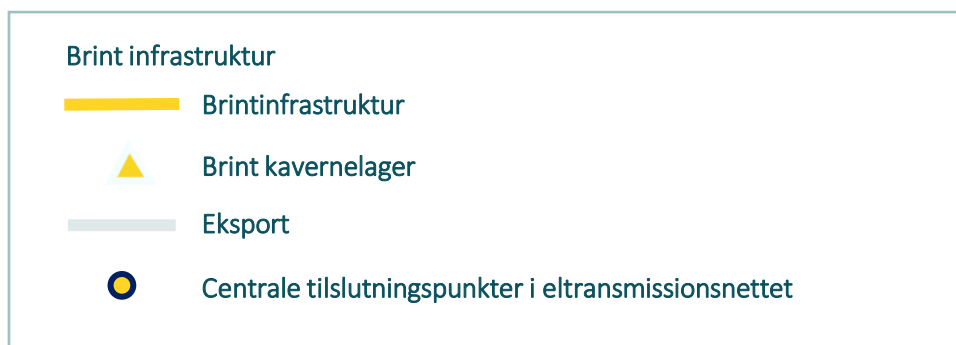 Brint infrastruktur
Brintinfrastruktur
Brint kavernelager
Eksport
Centrale tilslutningspunkter i eltransmissionsnettet